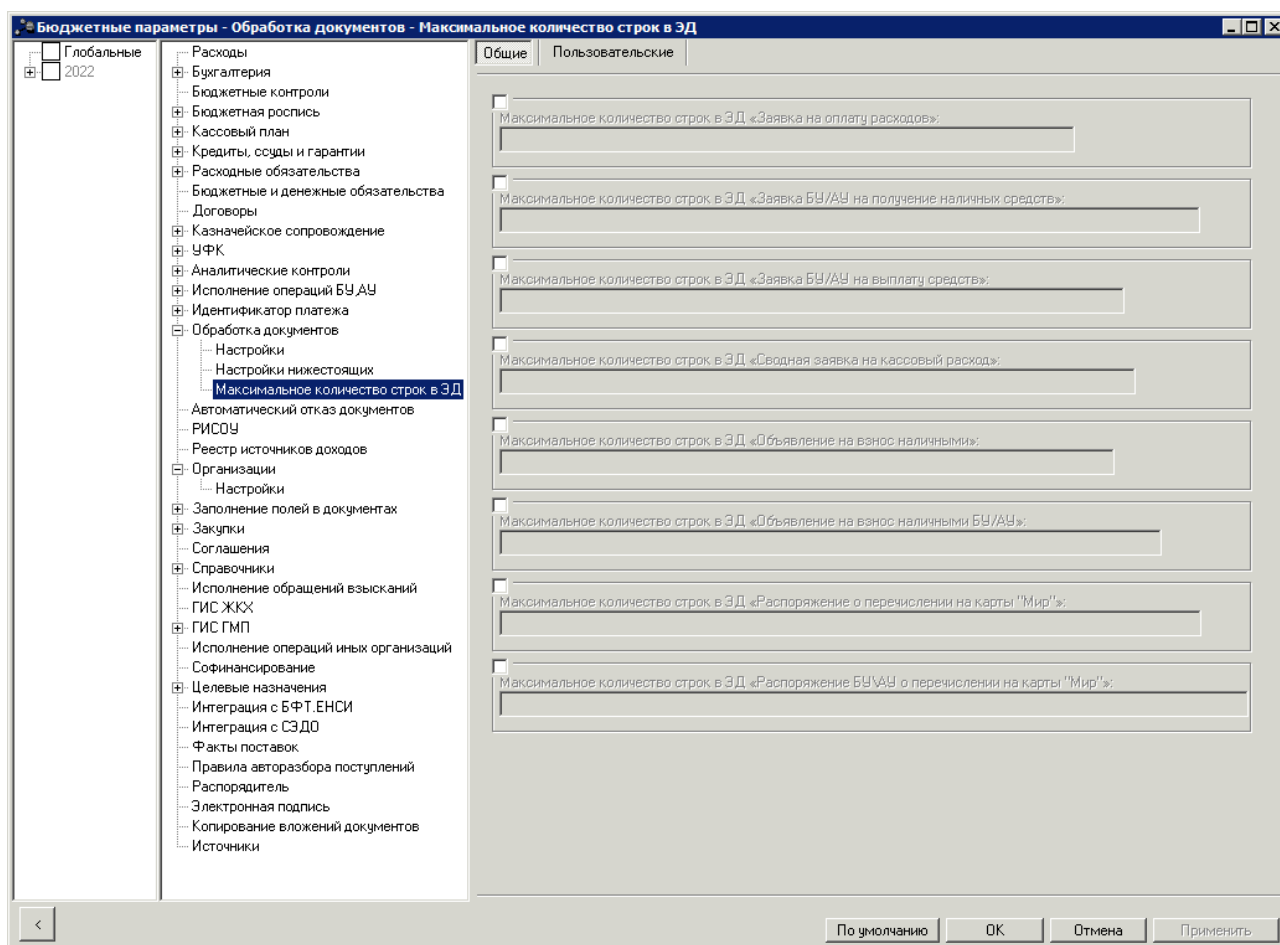 Бюджетные параметры - Обработка документов - Максимальное количество строк в ЭД
Глобальные
2022
Расходы
Бухгалтерия
Бюджетные контроли
Бюджетная роспись
Кассовый план
Кредиты, ссуды и гарантии
Расходные обязательства
Бюджетные и денежные обязательства
Договоры
Казначейское сопровождение
УФК
Аналитические контроли
Исполнение операций БУ,АУ
Идентификатор платежа
Обработка документов
Настройки
Настройки нижестоящих
Максимальное количество строк в ЭД
Автоматический отказ документов
РИСОУ
Реестр источников доходов
Организации
Настройки
Заполнение полей в документах
Закупки
Соглашения
Справочники
Исполнение обращений взысканий
ГИС ЖКХ
ГИС ГМП
Исполнение операций иных организаций
Софинансирование
Целевые назначения
Интеграция с БФТ.ЕНСИ
Интеграция с СЭДО
Факты поставок
Правила авторазбора поступлений
Распорядитель
Электронная подпись
Копирование вложений документов
Источники
Общие
Пользовательские
Максимальное количество строк в ЭД «Заявка на оплату расходов»:
Максимальное количество строк в ЭД «Заявка БУ/АУ на получение наличных средств»:
Максимальное количество строк в ЭД «Заявка БУ/АУ на выплату средств»:
Максимальное количество строк в ЭД «Сводная заявка на кассовый расход»:
Максимальное количество строк в ЭД «Объявление на взнос наличными»:
Максимальное количество строк в ЭД «Объявление на взнос наличными БУ/АУ»:
Максимальное количество строк в ЭД «Распоряжение о перечислении на карты "Мир"»:
Максимальное количество строк в ЭД «Распоряжение БУ\АУ о перечислении на карты "Мир"»:
<
По умолчанию
OK
Отмена
Применить